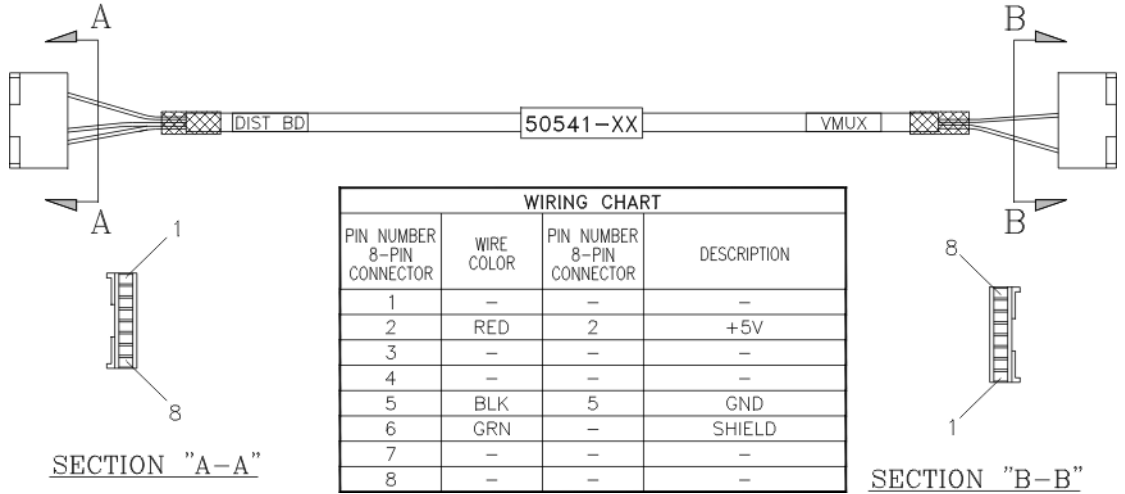 A
B
DIST BD
50541-XX
VMUX
A
B
1
8
SECTION "A-A"
WIRING CHART
PIN NUMBER 8-PIN CONNECTOR WIRE COLOR PIN NUMBER 8-PIN CONNECTOR DESCRIPTION
1 - - -
2 RED 2 +5V
3 - - -
4 - - -
5 BLK 5 GND
6 GRN - SHIELD
7 - - -
8 - - -
8
1
SECTION "B-B"